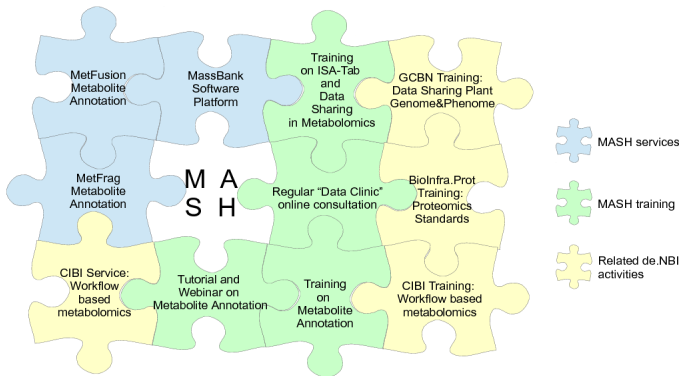 MetFusion
Metabolite
Annotation
MassBank
Software
Platform
Training
on ISA-Tab
and
Data
Sharing
in Metabolomics
GCBN Training:
Data Sharing Plant
Genome&Phenome
MetFrag
Metabolite
Annotation
M A
S H
Regular “Data Clinic”
online consultation
BioInfra.Prot
Training:
Proteomics
Standards
CIBI Service:
Workflow
based
metabolomics
Tutorial and
Webinar on
Metabolite Annotation
Training
on
Metabolite
Annotation
CIBI Training:
Workflow based
metabolomics
MASH services
MASH training
Related de.NBI
activities